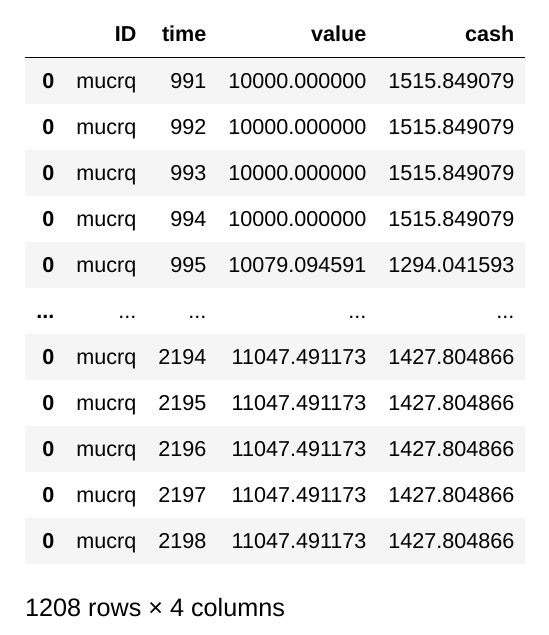 ID time value cash
0 mucrq 991 10000.000000 1515.849079
0 mucrq 992 10000.000000 1515.849079
0 mucrq 993 10000.000000 1515.849079
0 mucrq 994 10000.000000 1515.849079
0 mucrq 995 10079.094591 1294.041593
... ... ... ... ...
0 mucrq 2194 11047.491173 1427.804866
0 mucrq 2195 11047.491173 1427.804866
0 mucrq 2196 11047.491173 1427.804866
0 mucrq 2197 11047.491173 1427.804866
0 mucrq 2198 11047.491173 1427.804866
1208 rows × 4 columns